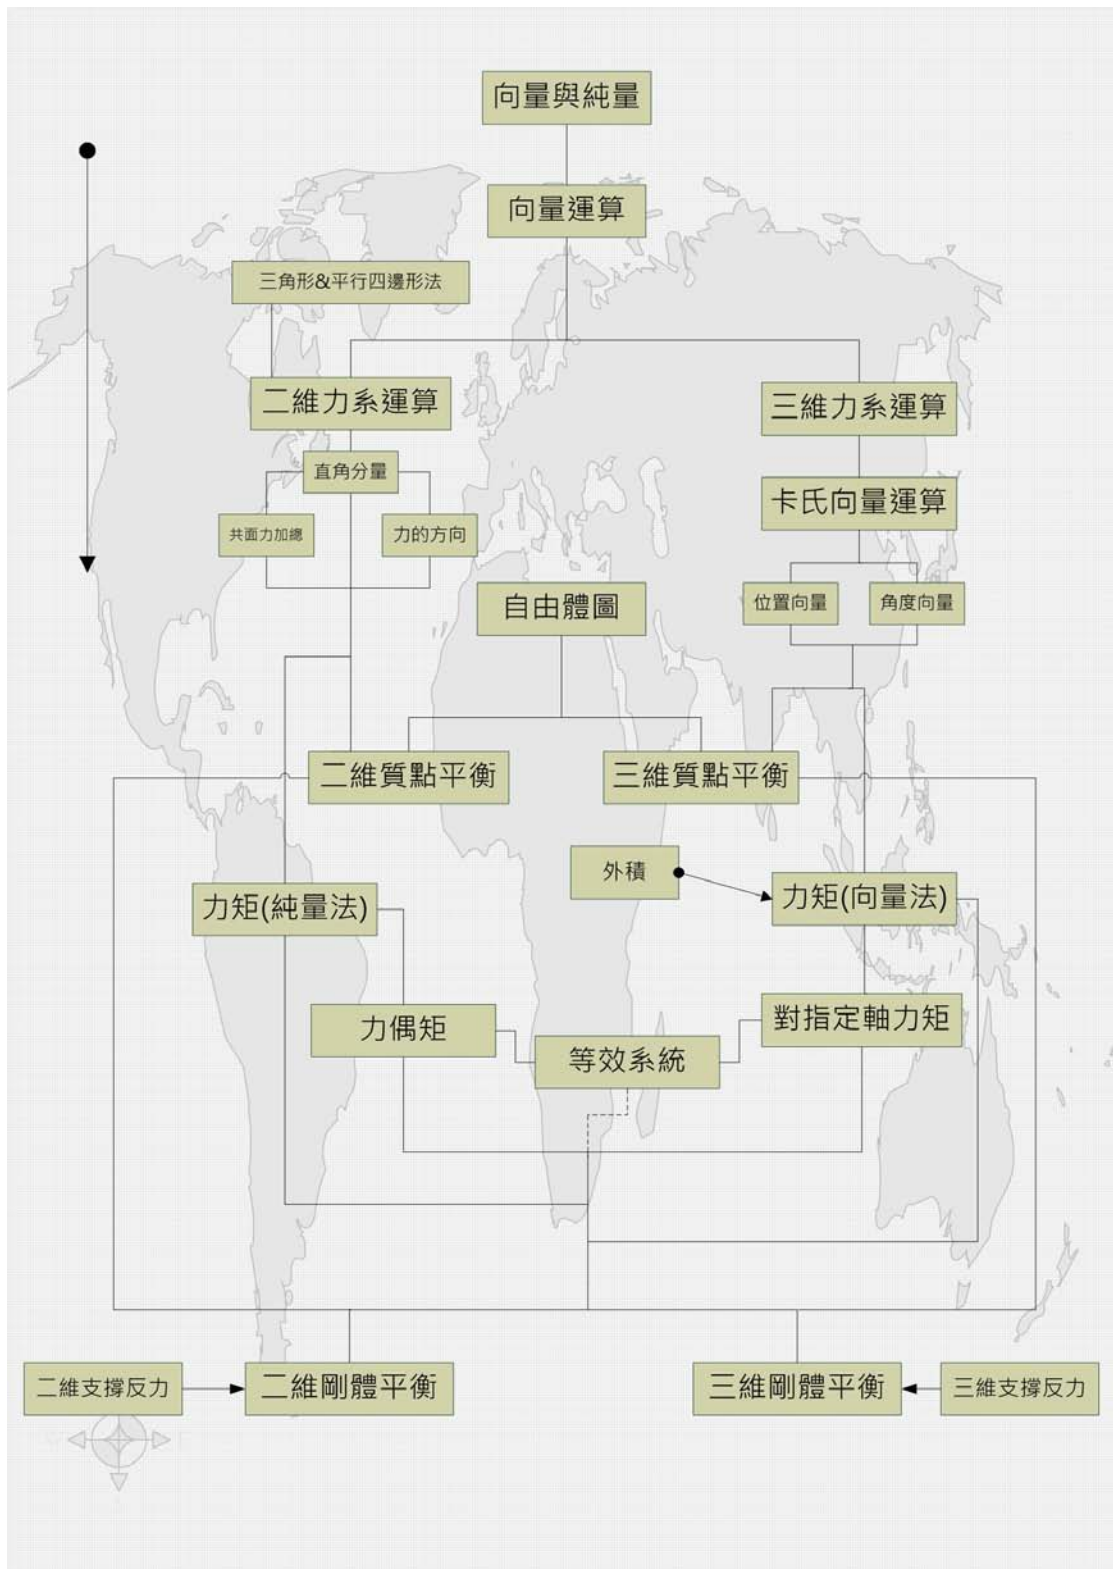 向量與純量
向量運算
三角形&平行四邊形法
二維力系運算
三維力系運算
直角分量
卡氏向量運算
共面力加總
力的方向
自由體圖
位置向量
角度向量
二維質點平衡
三維質點平衡
外積
力矩(純量法)
力矩(向量法)
力偶矩
對指定軸力矩
等效系統
二維支撐反力
二維剛體平衡
三維剛體平衡
三維支撐反力